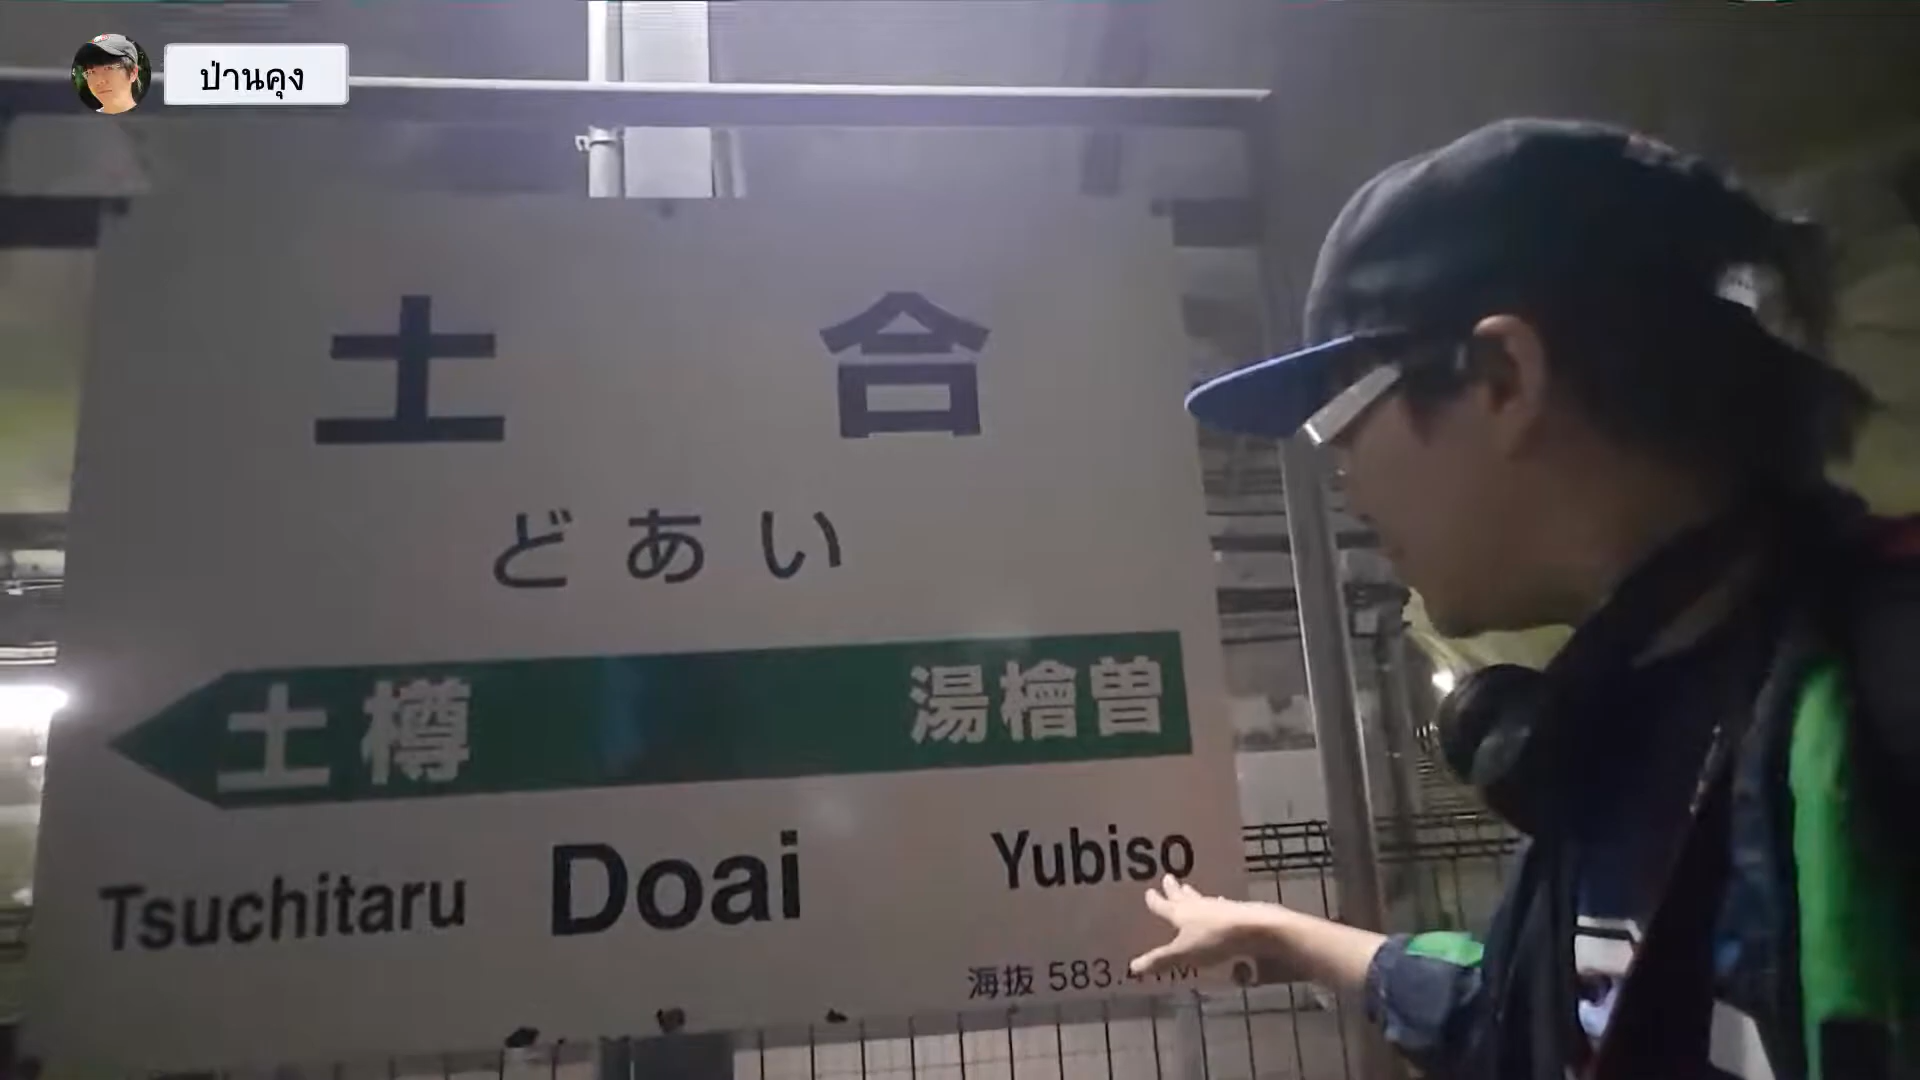 ป่านคุง
土 合
どあい
土樽 湯檜曽
Tsuchitaru Doai Yubiso
海抜